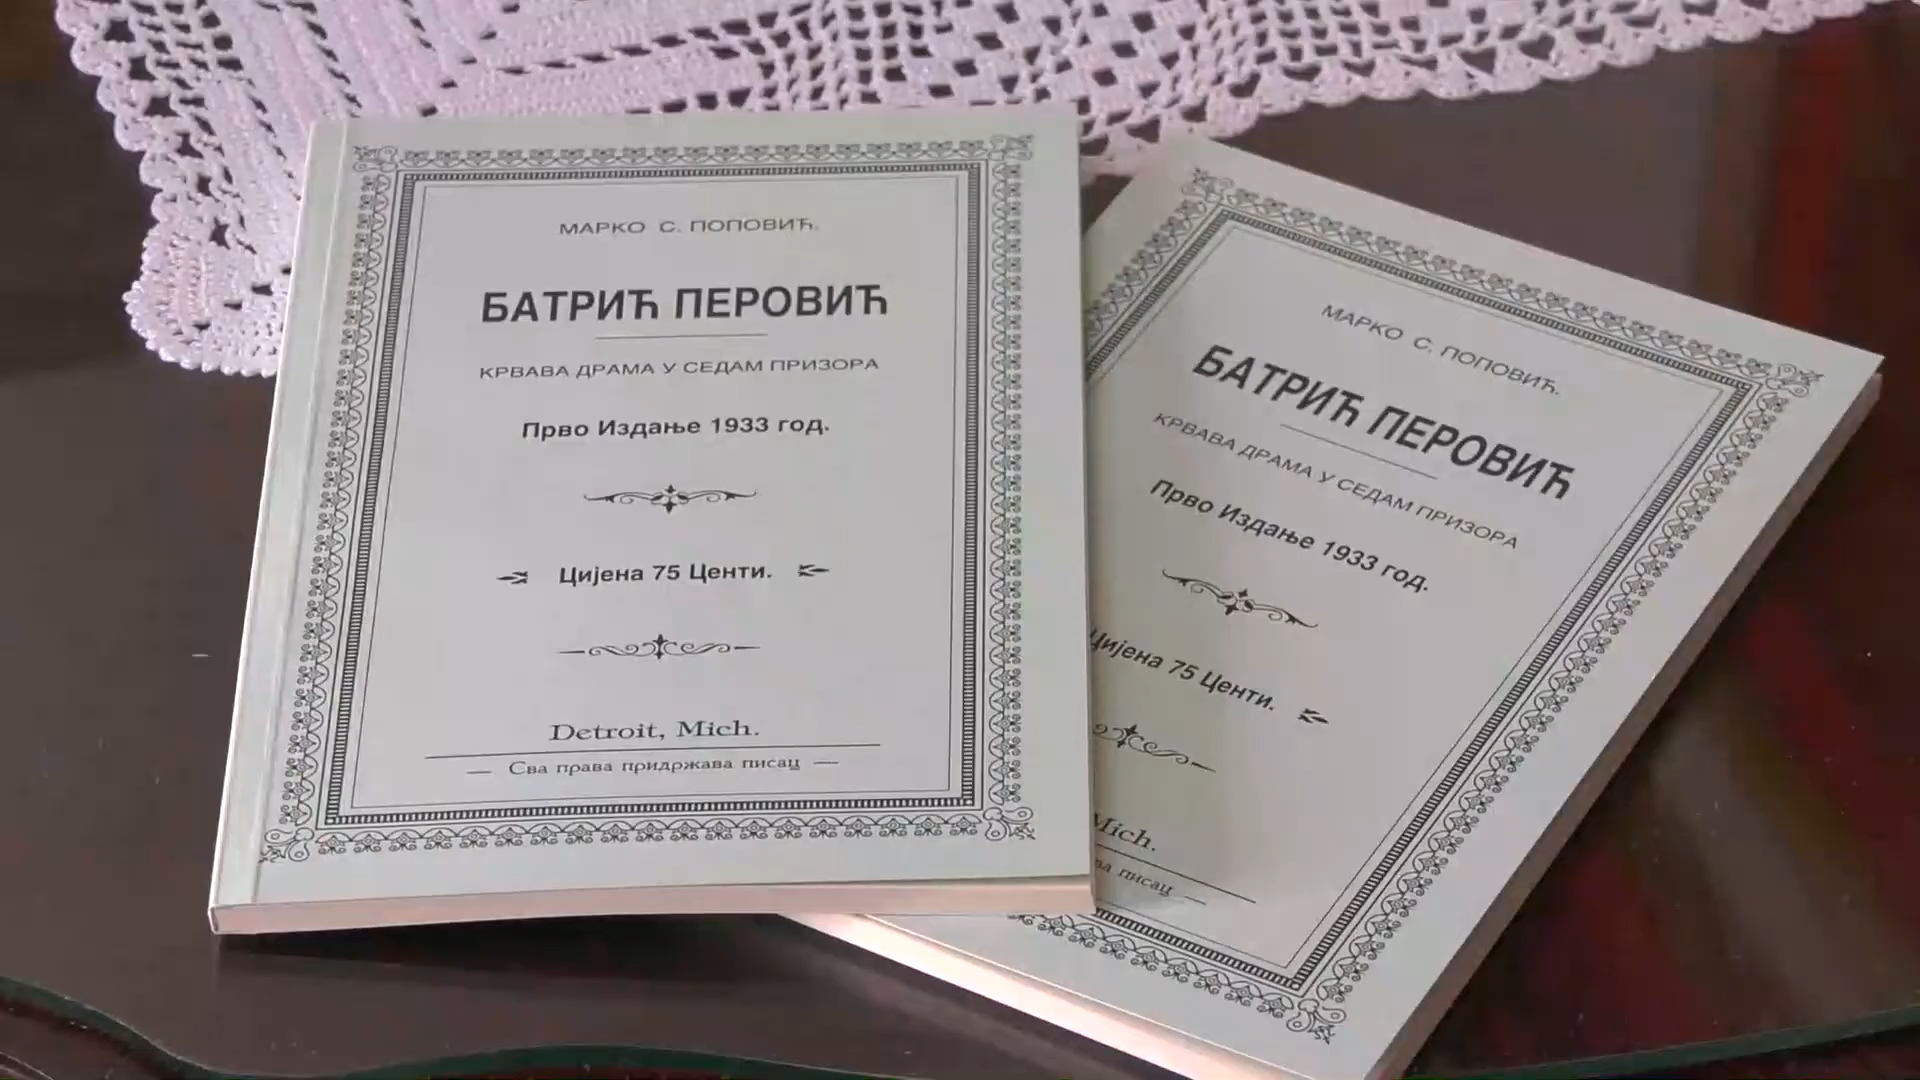 МАРКО С. ПОПОВИЋ.
БАТРИЋ ПЕРОВИЋ
КРВАВА ДРАМА У СЕДАМ ПРИЗОРА
Прво Издање 1933 год.
Цијена 75 Центи.
Detroit, Mich.
— Сва права придржава писац —
МАРКО С. ПОПОВИЋ.
БАТРИЋ ПЕРОВИЋ
КРВАВА ДРАМА У СЕДАМ ПРИЗОРА
Прво Издање 1933 год.
Цијена 75 Центи.
Mich.
писац —